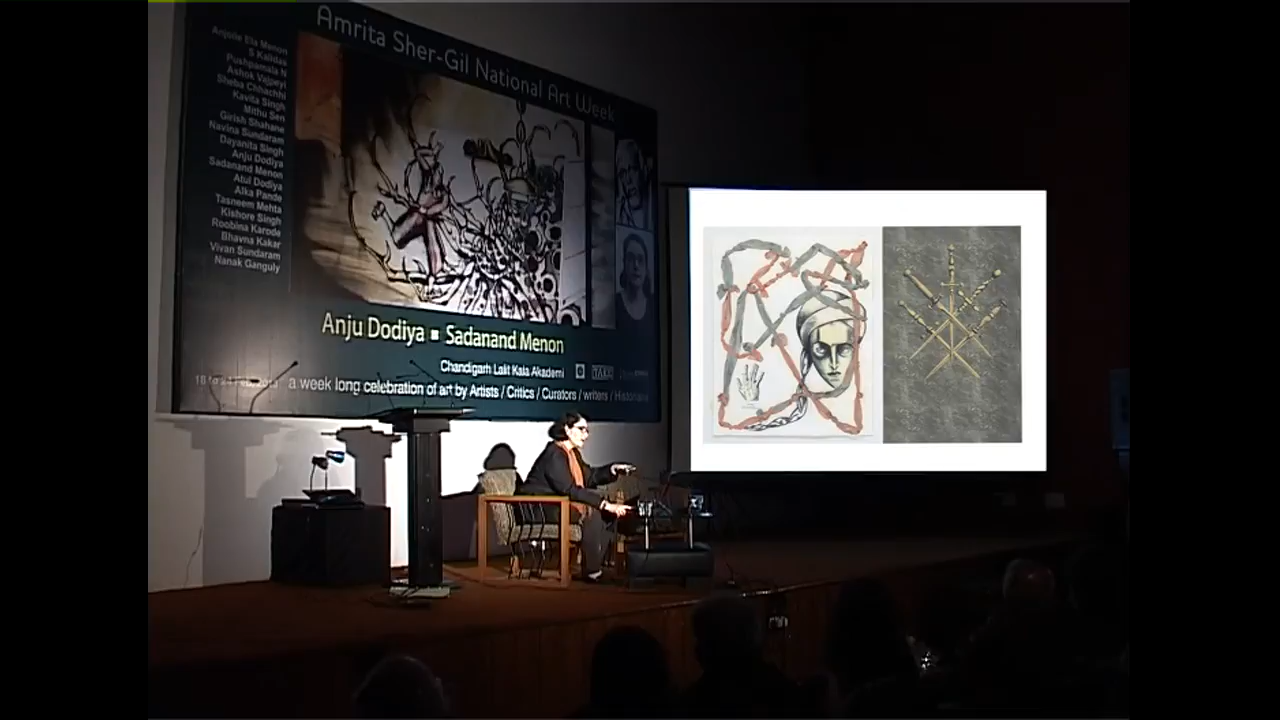 Amrita Sher-Gil National Art Week
Anjolie Ela Menon
S Kalidas
Pushpamala N
Ashok Vajpeyi
Sheba Chhachhi
Kavita Singh
Mithu Sen
Girish Shahane
Navina Sundaram
Dayanita Singh
Anju Dodiya
Sadanand Menon
Atul Dodiya
Alka Pande
Tasneem Mehta
Kishore Singh
Roobina Karode
Bhavna Kakar
Vivan Sundaram
Nanak Ganguly
Anju Dodiya ■ Sadanand Menon
Chandigarh Lalit Kala Akademi
TAKE
a week long celebration of art by Artists / Critics / Curators / writers / Historians